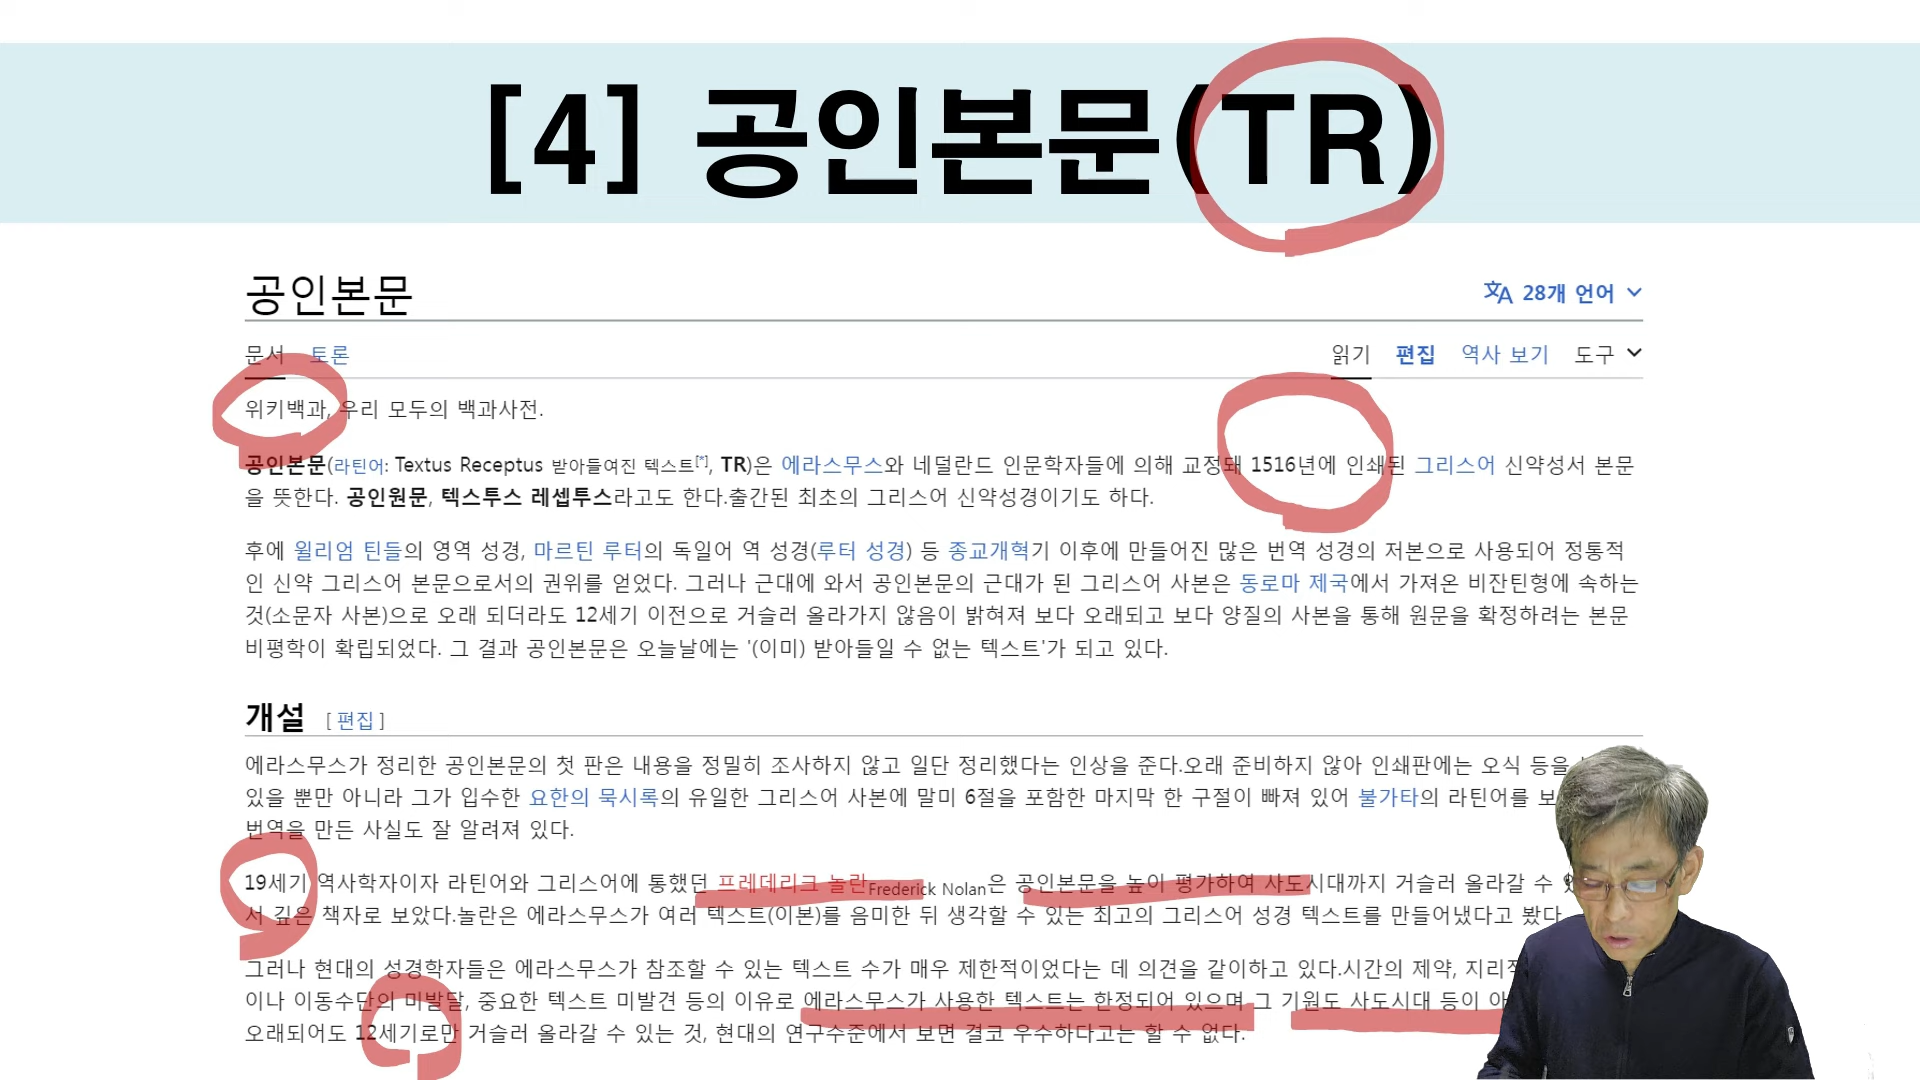 [4] 공인본문(TR)
공인본문
28개 언어
문서 토론
읽기 편집 역사 보기 도구
위키백과, 우리 모두의 백과사전.
공인본문(라틴어: Textus Receptus 받아들여진 텍스트[*], TR)은 에라스무스와 네덜란드 인문학자들에 의해 교정돼 1516년에 인쇄된 그리스어 신약성서 본문
을 뜻한다. 공인원문, 텍스투스 레셉투스라고도 한다.출간된 최초의 그리스어 신약성경이기도 하다.
후에 윌리엄 틴들의 영역 성경, 마르틴 루터의 독일어 역 성경(루터 성경) 등 종교개혁기 이후에 만들어진 많은 번역 성경의 저본으로 사용되어 정통적
인 신약 그리스어 본문으로서의 권위를 얻었다. 그러나 근대에 와서 공인본문의 근대가 된 그리스어 사본은 동로마 제국에서 가져온 비잔틴형에 속하는
것(소문자 사본)으로 오래 되더라도 12세기 이전으로 거슬러 올라가지 않음이 밝혀져 보다 오래되고 보다 양질의 사본을 통해 원문을 확정하려는 본문
비평학이 확립되었다. 그 결과 공인본문은 오늘날에는 '(이미) 받아들일 수 없는 텍스트'가 되고 있다.
개설 [편집]
에라스무스가 정리한 공인본문의 첫 판은 내용을 정밀히 조사하지 않고 일단 정리했다는 인상을 준다.오래 준비하지 않아 인쇄판에는 오식 등을
있을 뿐만 아니라 그가 입수한 요한의 묵시록의 유일한 그리스어 사본에 말미 6절을 포함한 마지막 한 구절이 빠져 있어 불가타의 라틴어를
번역을 만든 사실도 잘 알려져 있다.
19세기 역사학자이자 라틴어와 그리스어에 통했던 프레데리크 놀란Frederick Nolan은 공인본문을 높이 평가하여 사도시대까지 거슬러 올라갈 수
서 깊은 책자로 보았다.놀란은 에라스무스가 여러 텍스트(이본)를 음미한 뒤 생각할 수 있는 최고의 그리스어 성경 텍스트를 만들어냈다고 봤다
그러나 현대의 성경학자들은 에라스무스가 참조할 수 있는 텍스트 수가 매우 제한적이었다는 데 의견을 같이하고 있다.시간의 제약,
이나 이동수단의 미발달, 중요한 텍스트 미발견 등의 이유로 에라스무스가 사용한 텍스트는 한정되어 있으며 그 기원도 사도시대 등이
오래되어도 12세기로만 거슬러 올라갈 수 있는 것, 현대의 연구수준에서 보면 결코 우수하다고는 할 수 없다.